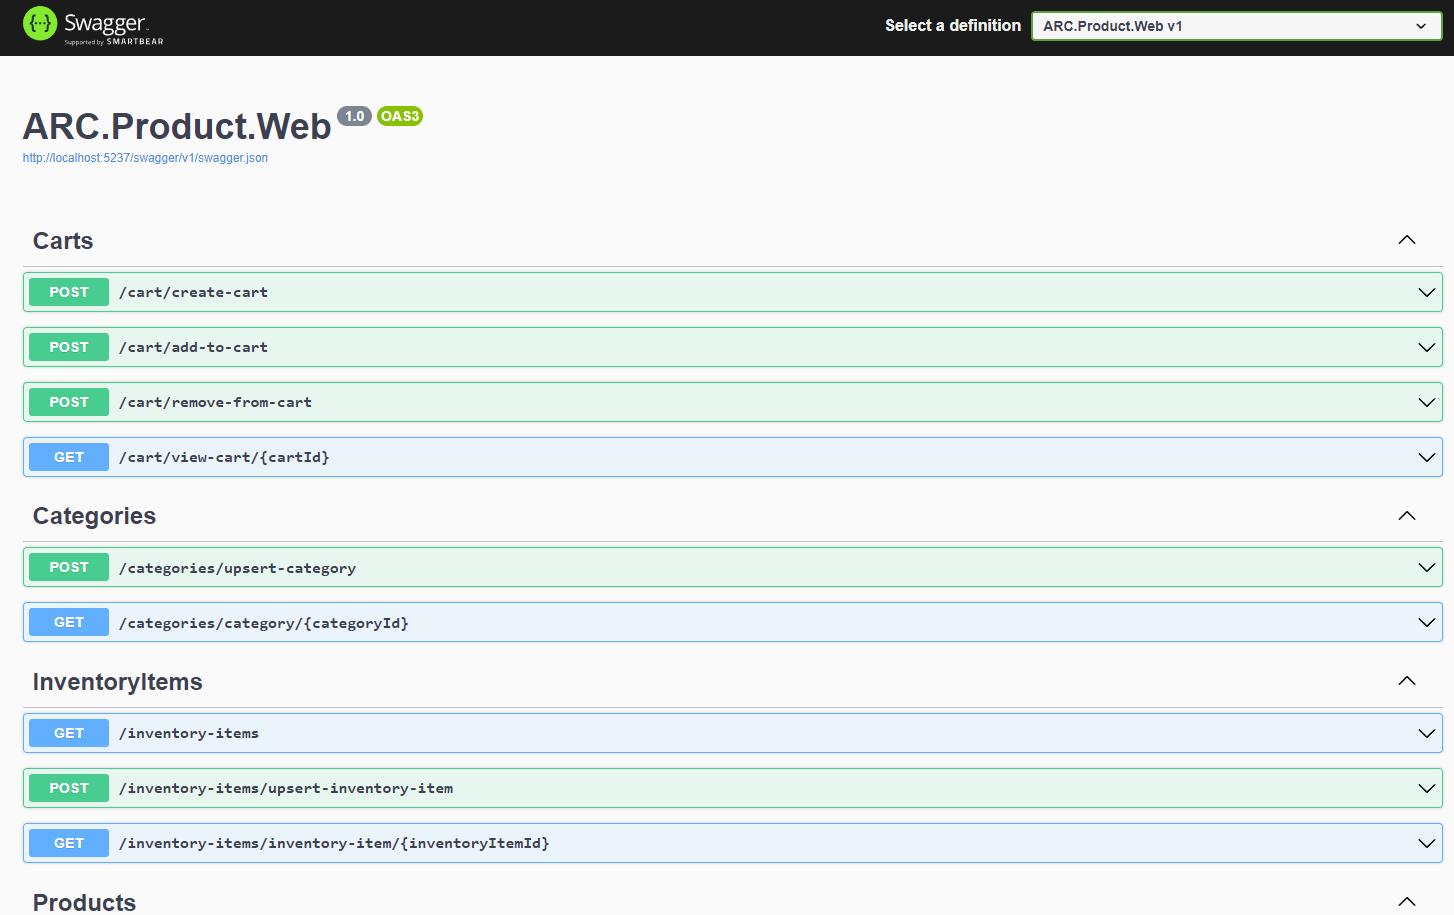 {···} Swagger.
Supported by SMARTBEAR
Select a definition
ARC.Product.Web v1
ARC.Product.Web 1.0 OAS3
http://localhost:5237/swagger/v1/swagger.json
Carts
POST /cart/create-cart
POST /cart/add-to-cart
POST /cart/remove-from-cart
GET /cart/view-cart/{cartId}
Categories
POST /categories/upsert-category
GET /categories/category/{categoryId}
InventoryItems
GET /inventory-items
POST /inventory-items/upsert-inventory-item
GET /inventory-items/inventory-item/{inventoryItemId}
Products